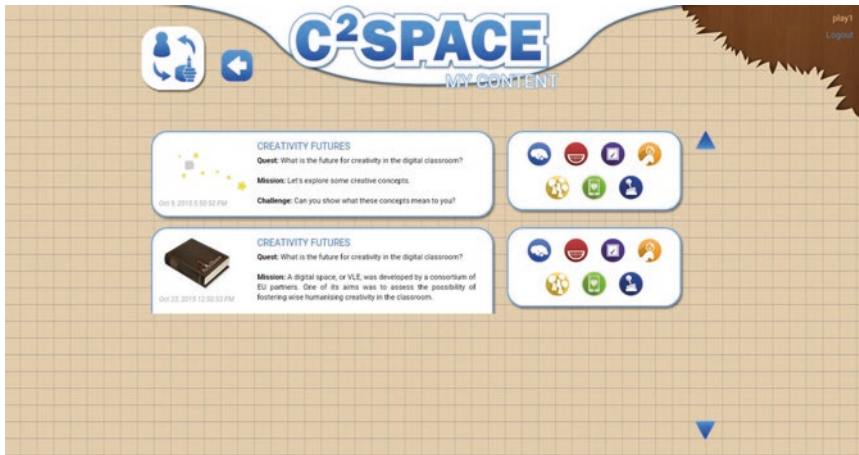 play1
Logout
C²SPACE
MY CONTENT
CREATIVITY FUTURES
Quest: What is the future for creativity in the digital classroom?
Mission: Let's explore some creative concepts.
Challenge: Can you show what these concepts mean to you?
Oct 9, 2015 5:50:50 PM
CREATIVITY FUTURES
Quest: What is the future for creativity in the digital classroom?
Mission: A digital space, or VLE, was developed by a consortium of
EU partners. One of its aims was to assess the possibility of
fostering wise humanising creativity in the classroom.
Oct 23, 2015 12:50:53 PM